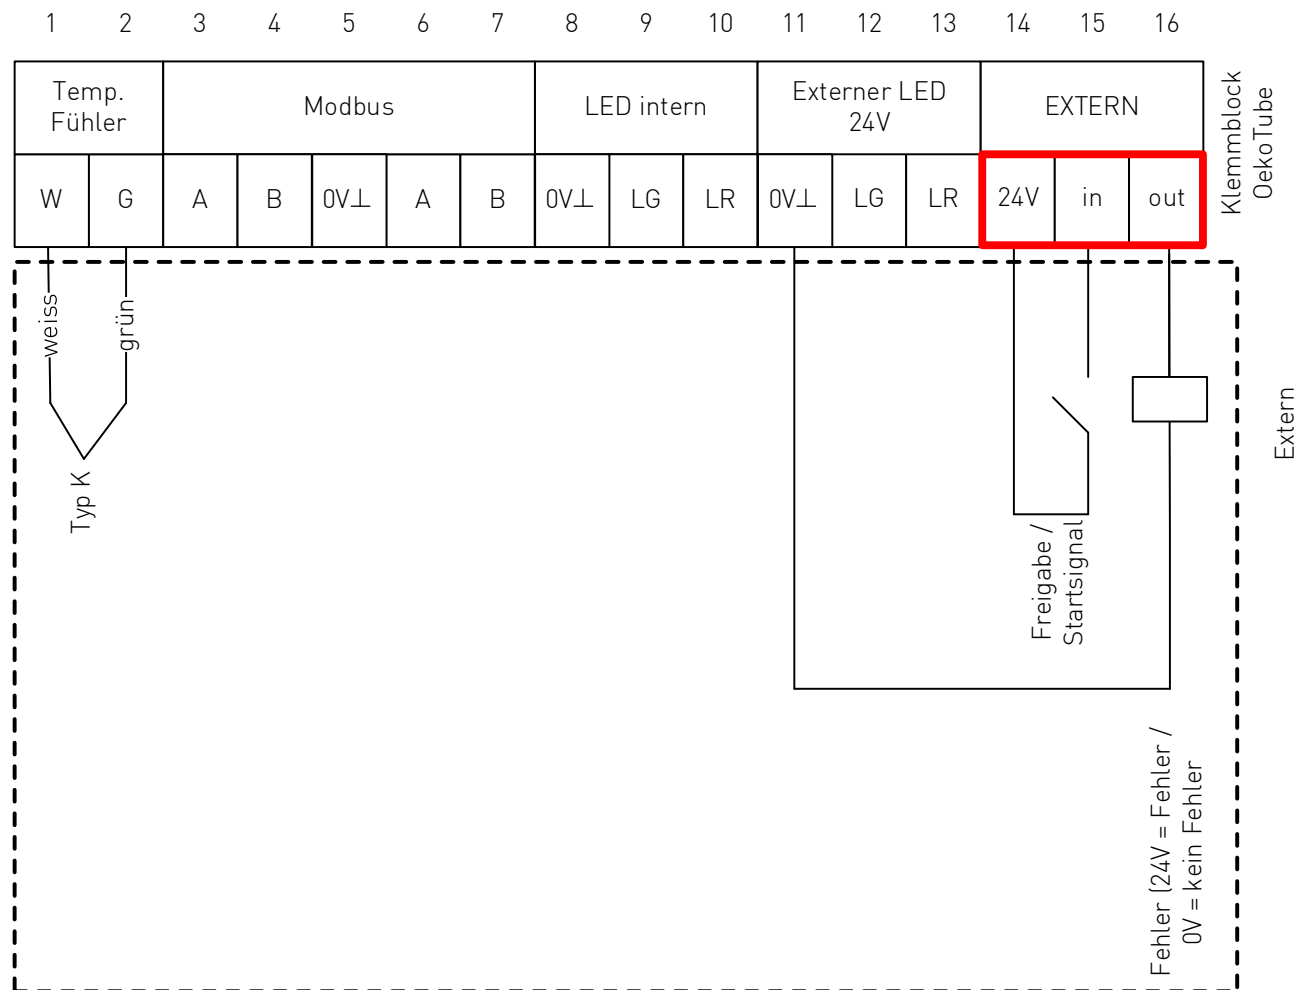 1 2 3 4 5 6 7 8 9 10 11 12 13 14 15 16
Temp.
Fühler
Modbus
LED intern
Externer LED
24V
EXTERN
Klemmblock
OekoTube
W G A B 0V⊥ A B 0V⊥ LG LR 0V⊥ LG LR 24V in out
weiss
grün
Typ K
Freigabe /
Startsignal
Extern
Fehler (24V = Fehler /
0V = kein Fehler